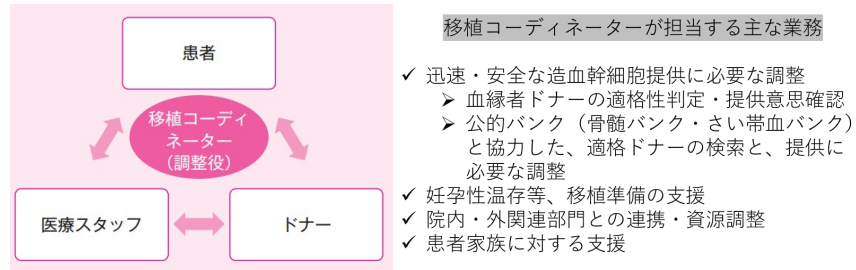 患者
移植コーディ
ネーター
（調整役）
医療スタッフ
ドナー
移植コーディネーターが担当する主な業務
✓ 迅速・安全な造血幹細胞提供に必要な調整
➢ 血縁者ドナーの適格性判定・提供意思確認
➢ 公的バンク（骨髄バンク・さい帯血バンク）
と協力した、適格ドナーの検索と、提供に
必要な調整
✓ 妊孕性温存等、移植準備の支援
✓ 院内・外関連部門との連携・資源調整
✓ 患者家族に対する支援